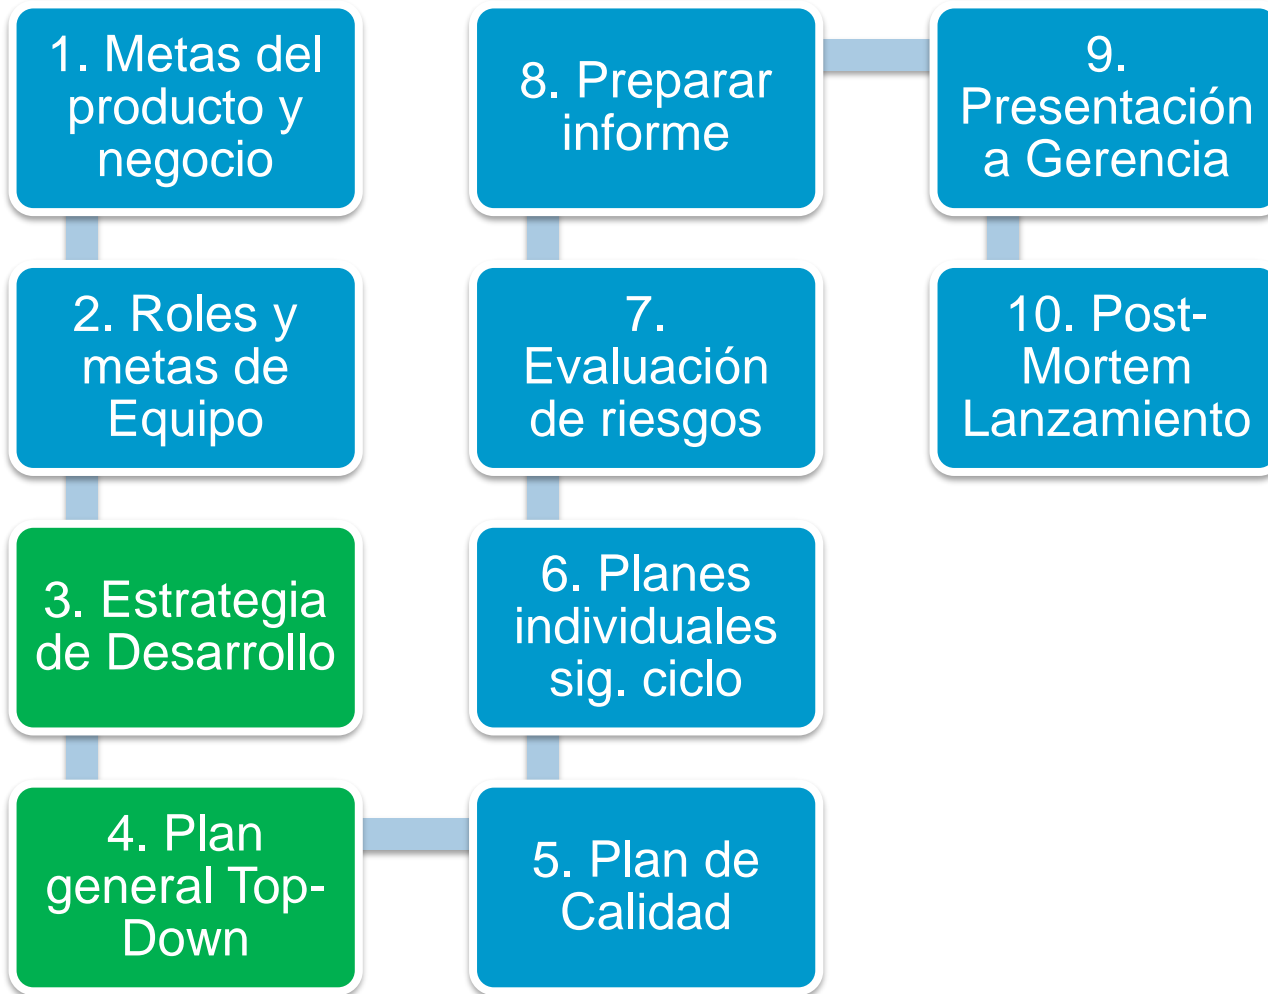 1. Metas del
producto y
negocio
2. Roles y
metas de
Equipo
3. Estrategia
de Desarrollo
4. Plan
general Top-
Down
5. Plan de
Calidad
6. Planes
individuales
sig. ciclo
7.
Evaluación
de riesgos
8. Preparar
informe
9.
Presentación
a Gerencia
10. Post-
Mortem
Lanzamiento